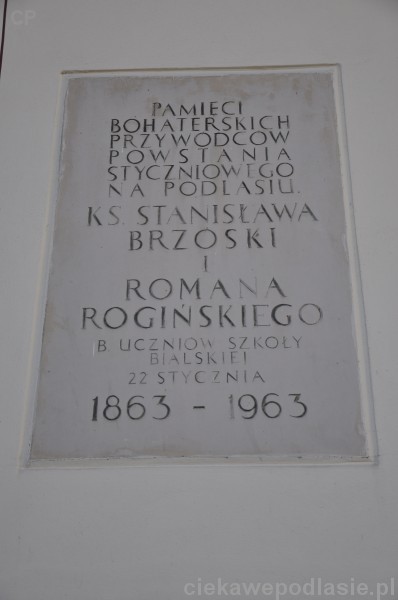 CP
PAMIĘCI
BOHATERSKICH
PRZYWÓDCÓW
POWSTANIA
STYCZNIOWEGO
NA PODLASIU.
KS. STANISŁAWA
BRZÓSKI
I
ROMANA
ROGIŃSKIEGO
B. UCZNIÓW SZKOŁY
BIALSKIEJ
22 STYCZNIA
1863 - 1963
ciekawepodlasie.pl